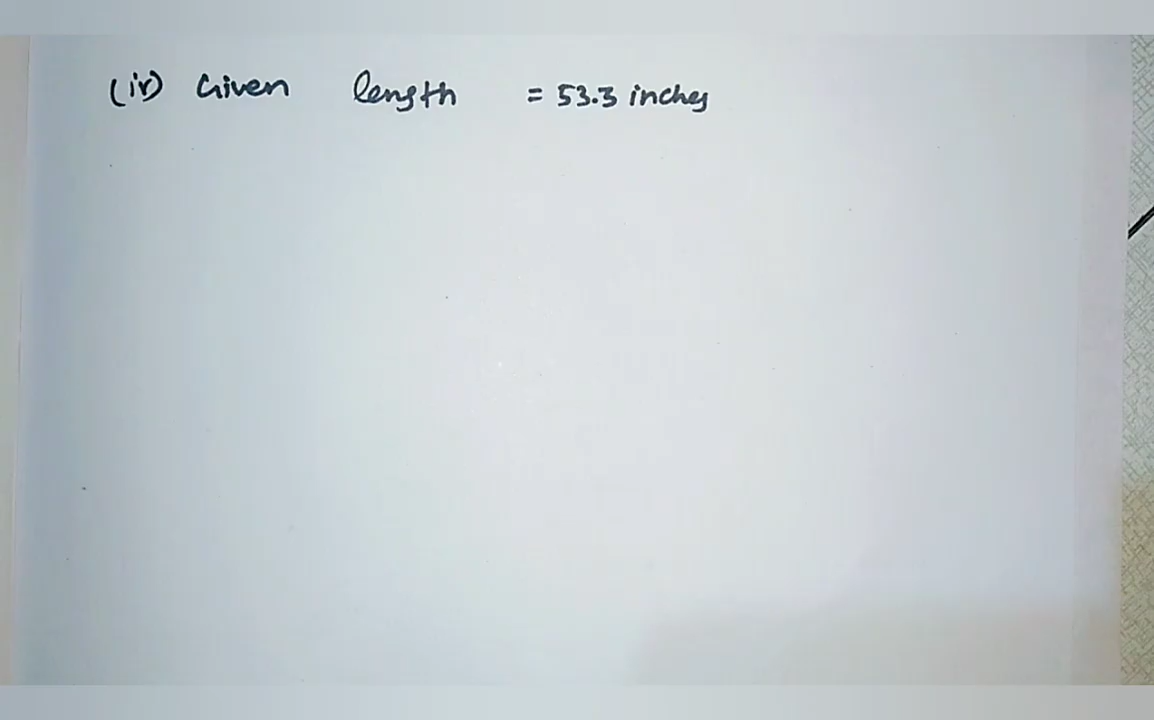 (iv) Given length = 53.3 inches